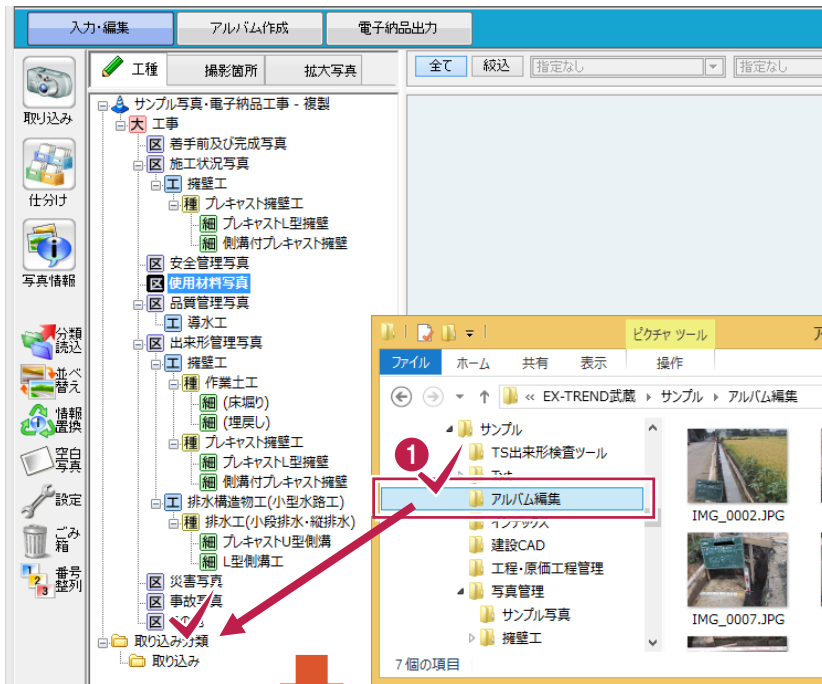 入力・編集
アルバム作成
電子納品出力
取り込み
仕分け
写真情報
分類
読込
並べ
替え
情報
置換
空白
写真
設定
ごみ
箱
番号
整列
工種
撮影箇所
拡大写真
全て
絞込
指定なし
指定なし
サンプル写真・電子納品工事 - 複製
大 工事
区 着手前及び完成写真
区 施工状況写真
工 擁壁工
種 プレキャスト擁壁工
細 プレキャストL型擁壁
細 側溝付プレキャスト擁壁
区 安全管理写真
区 使用材料写真
区 品質管理写真
工 導水工
区 出来形管理写真
工 擁壁工
種 作業土工
細 (床堀り)
細 (埋戻し)
種 プレキャスト擁壁工
細 プレキャストL型擁壁
細 側溝付プレキャスト擁壁
工 排水構造物工(小型水路工)
種 排水工(小段排水・縦排水)
細 プレキャストU型側溝
細 L型側溝工
区 災害写真
区 事故写真
区
取り込み分類
取り込み
ピクチャ ツール
ファイル
ホーム
共有
表示
操作
« EX-TREND武蔵 ▸ サンプル ▸ アルバム編集
サンプル
TS出来形検査ツール
1
アルバム編集
インデックス
建設CAD
工程・原価工程管理
写真管理
サンプル写真
擁壁工
IMG_0002.JPG
IMG_0007.JPG
7 個の項目